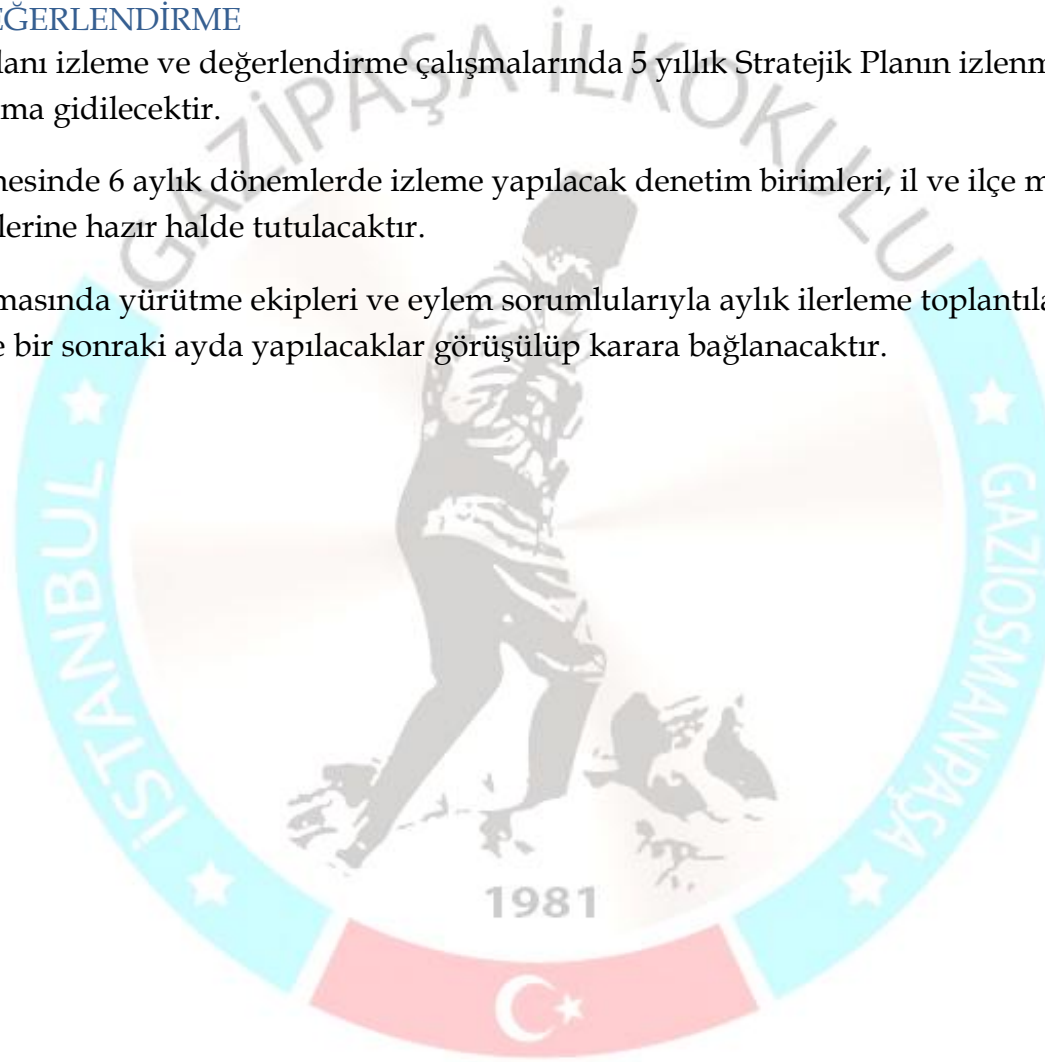 EĞERLENDİRME
lanı izleme ve değerlendirme çalışmalarında 5 yıllık Stratejik Planın izlenm
ma gidilecektir.
nesinde 6 aylık dönemlerde izleme yapılacak denetim birimleri, il ve ilçe m
lerine hazır halde tutulacaktır.
masında yürütme ekipleri ve eylem sorumlularıyla aylık ilerleme toplantıla
e bir sonraki ayda yapılacaklar görüşülüp karara bağlanacaktır.
GAZİPAŞA İLKOKULU
İSTANBUL
GAZİOSMANPAŞA
1981